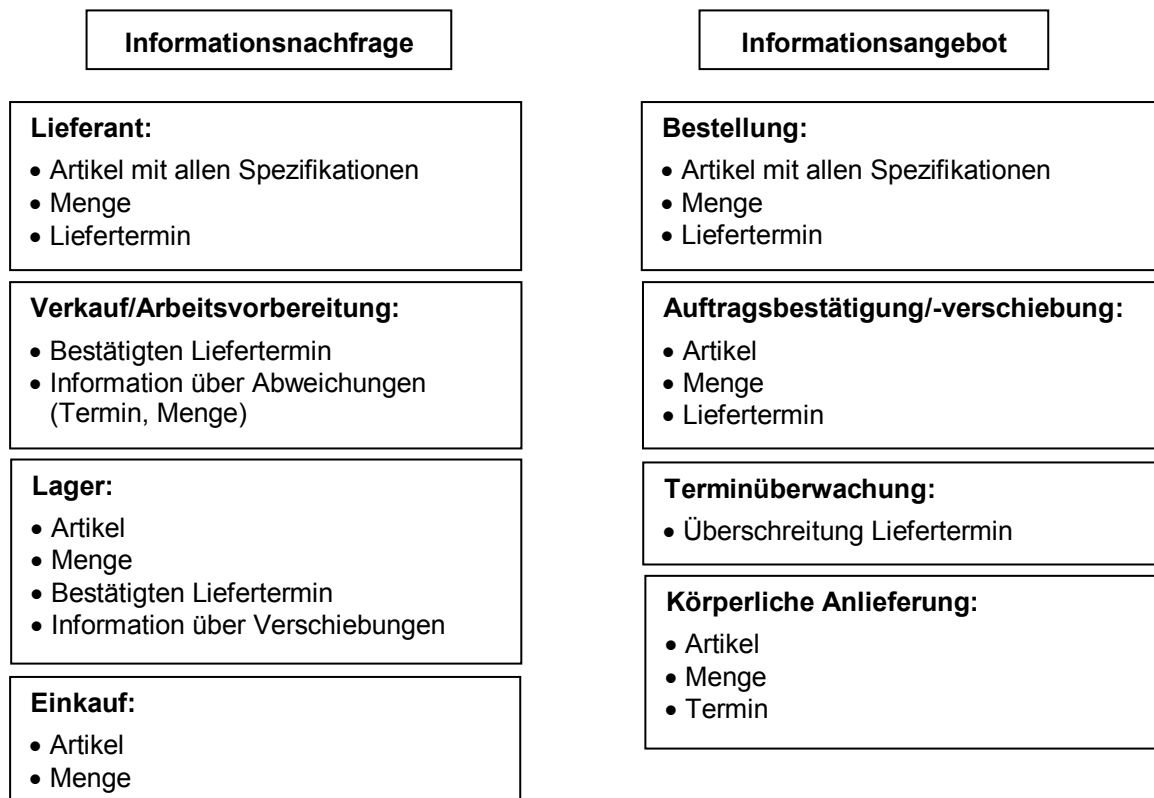 Informationsnachfrage
Lieferant:
• Artikel mit allen Spezifikationen
• Menge
• Liefertermin
Verkauf/Arbeitsvorbereitung:
• Bestätigten Liefertermin
• Information über Abweichungen
(Termin, Menge)
Lager:
• Artikel
• Menge
• Bestätigten Liefertermin
• Information über Verschiebungen
Einkauf:
• Artikel
• Menge
Informationsangebot
Bestellung:
• Artikel mit allen Spezifikationen
• Menge
• Liefertermin
Auftragsbestätigung/-verschiebung:
• Artikel
• Menge
• Liefertermin
Terminüberwachung:
• Überschreitung Liefertermin
Körperliche Anlieferung:
• Artikel
• Menge
• Termin